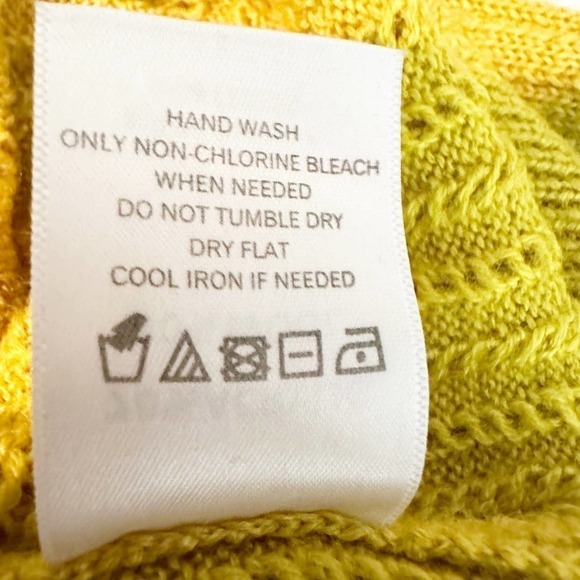 HAND WASH
ONLY NON-CHLORINE BLEACH
WHEN NEEDED
DO NOT TUMBLE DRY
DRY FLAT
COOL IRON IF NEEDED